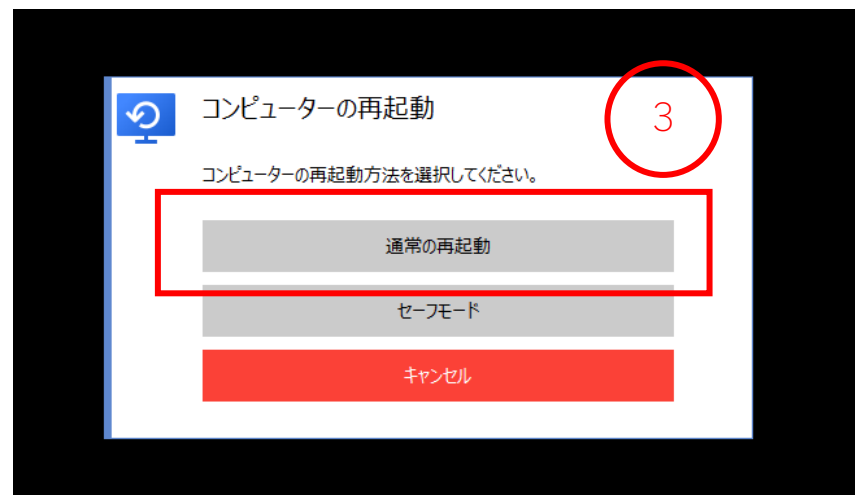 コンピューターの再起動
3
コンピューターの再起動方法を選択してください。
通常の再起動
セーフモード
キャンセル